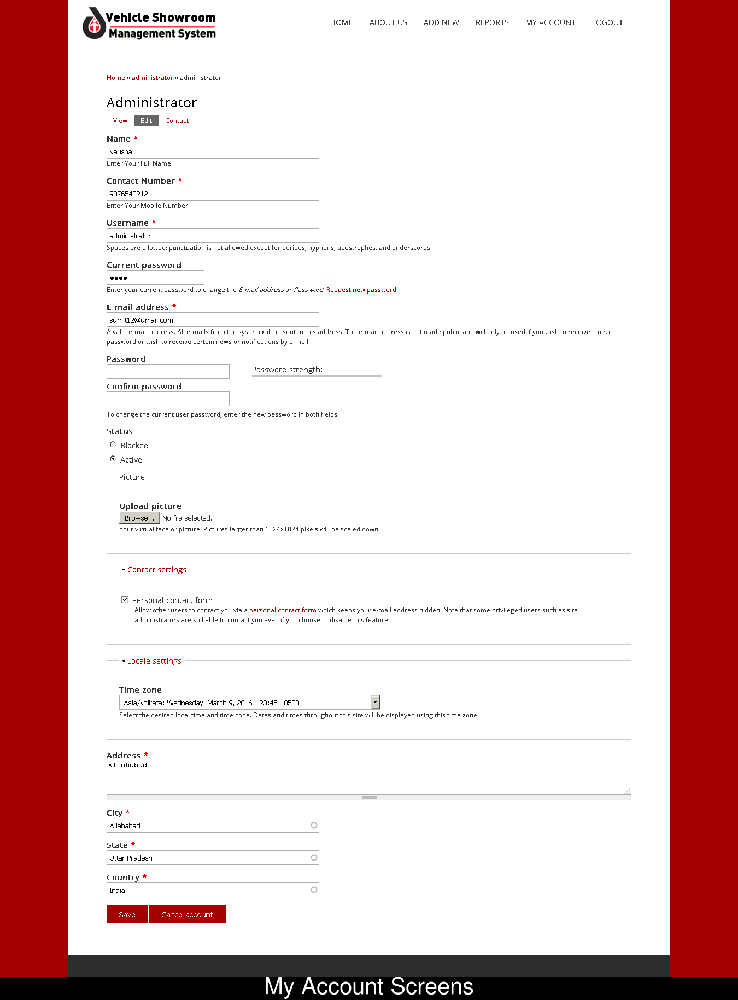 Vehicle Showroom
Management System
HOME ABOUT US ADD NEW REPORTS MY ACCOUNT LOGOUT
Home » administrator » administrator
Administrator
View Edit Contact
Name *
Kaushal
Enter Your Full Name
Contact Number *
9876543212
Enter Your Mobile Number
Username *
administrator
Spaces are allowed; punctuation is not allowed except for periods, hyphens, apostrophes, and underscores.
Current password
••••
Enter your current password to change the E-mail address or Password. Request new password.
E-mail address *
sumit12@gmail.com
A valid e-mail address. All e-mails from the system will be sent to this address. The e-mail address is not made public and will only be used if you wish to receive a new
password or wish to receive certain news or notifications by e-mail.
Password
Password strength:
Confirm password
To change the current user password, enter the new password in both fields.
Status
Blocked
Active
Picture
Upload picture
Browse... No file selected.
Your virtual face or picture. Pictures larger than 1024x1024 pixels will be scaled down.
Contact settings
Personal contact form
Allow other users to contact you via a personal contact form which keeps your e-mail address hidden. Note that some privileged users such as site
administrators are still able to contact you even if you choose to disable this feature.
Locale settings
Time zone
Asia/Kolkata: Wednesday, March 9, 2016 - 23:45 +0530
Select the desired local time and time zone. Dates and times throughout this site will be displayed using this time zone.
Address *
Allahabad
City *
Allahabad
State *
Uttar Pradesh
Country *
India
Save Cancel account
My Account Screens